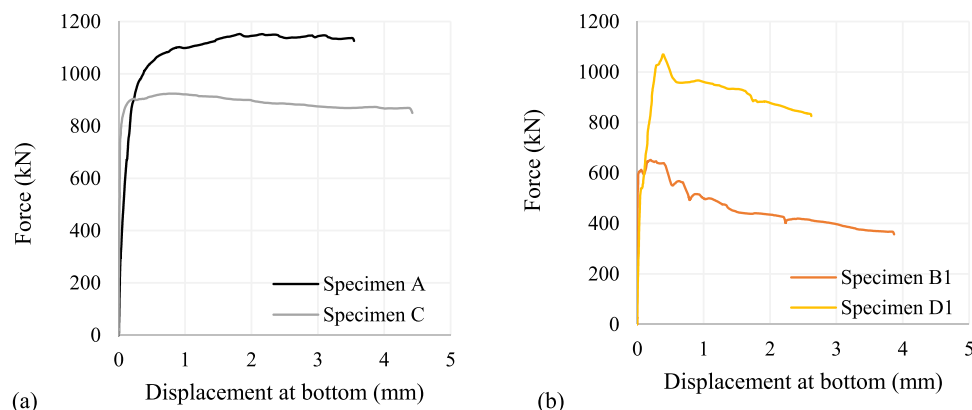 1200
1000
800
600
400
200
0
Force (kN)
Specimen A
Specimen C
0 1 2 3 4 5
Displacement at bottom (mm)
(a)
1200
1000
800
600
400
200
0
Force (kN)
Specimen B1
Specimen D1
0 1 2 3 4 5
Displacement at bottom (mm)
(b)